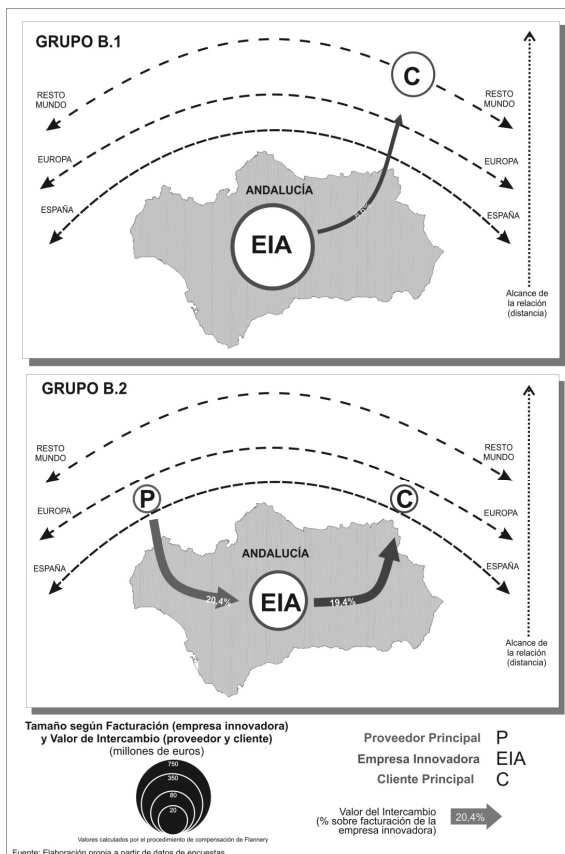 GRUPO B.1
C
RESTO
MUNDO
RESTO
MUNDO
EUROPA
EUROPA
ANDALUCÍA
ESPAÑA
ESPAÑA
EIA
Alcance de
la relación
(distancia)
GRUPO B.2
RESTO
MUNDO
RESTO
MUNDO
P
C
EUROPA
EUROPA
ANDALUCÍA
ESPAÑA
ESPAÑA
20,4%
EIA
19,4%
Alcance de
la relación
(distancia)
Tamaño según Facturación (empresa innovadora)
y Valor de Intercambio (proveedor y cliente)
(millones de euros)
750
350
80
20
Valores calculados por el procedimiento de compensación de Flannery
Proveedor Principal P
Empresa Innovadora EIA
Cliente Principal C
Valor del Intercambio
(% sobre facturación de la
empresa innovadora)
20,4%
Fuente: Elaboración propia a partir de datos de encuestas